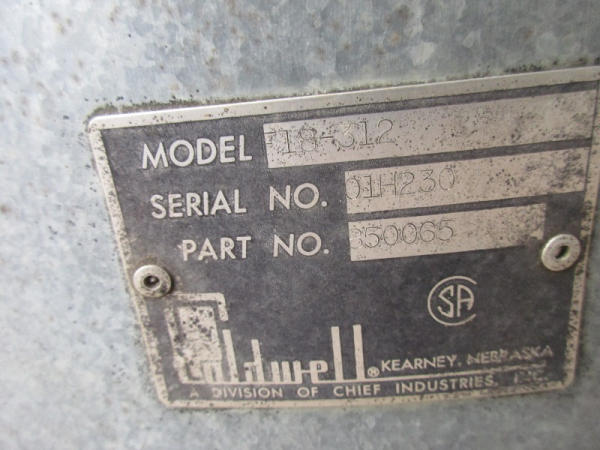 MODEL F18-312
SERIAL NO. 01H230
PART NO. 350065
SA
Caldwell®
KEARNEY, NEBRASKA
A DIVISION OF CHIEF INDUSTRIES, INC.